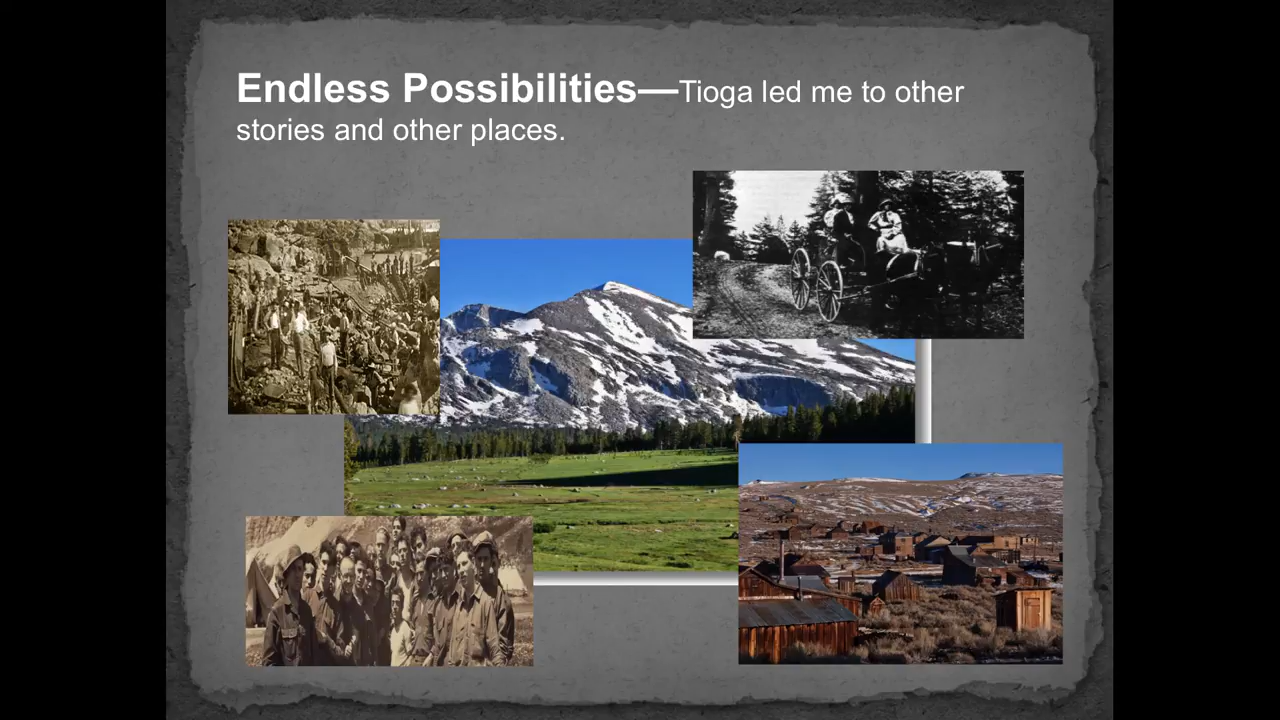 Endless Possibilities—Tioga led me to other
stories and other places.